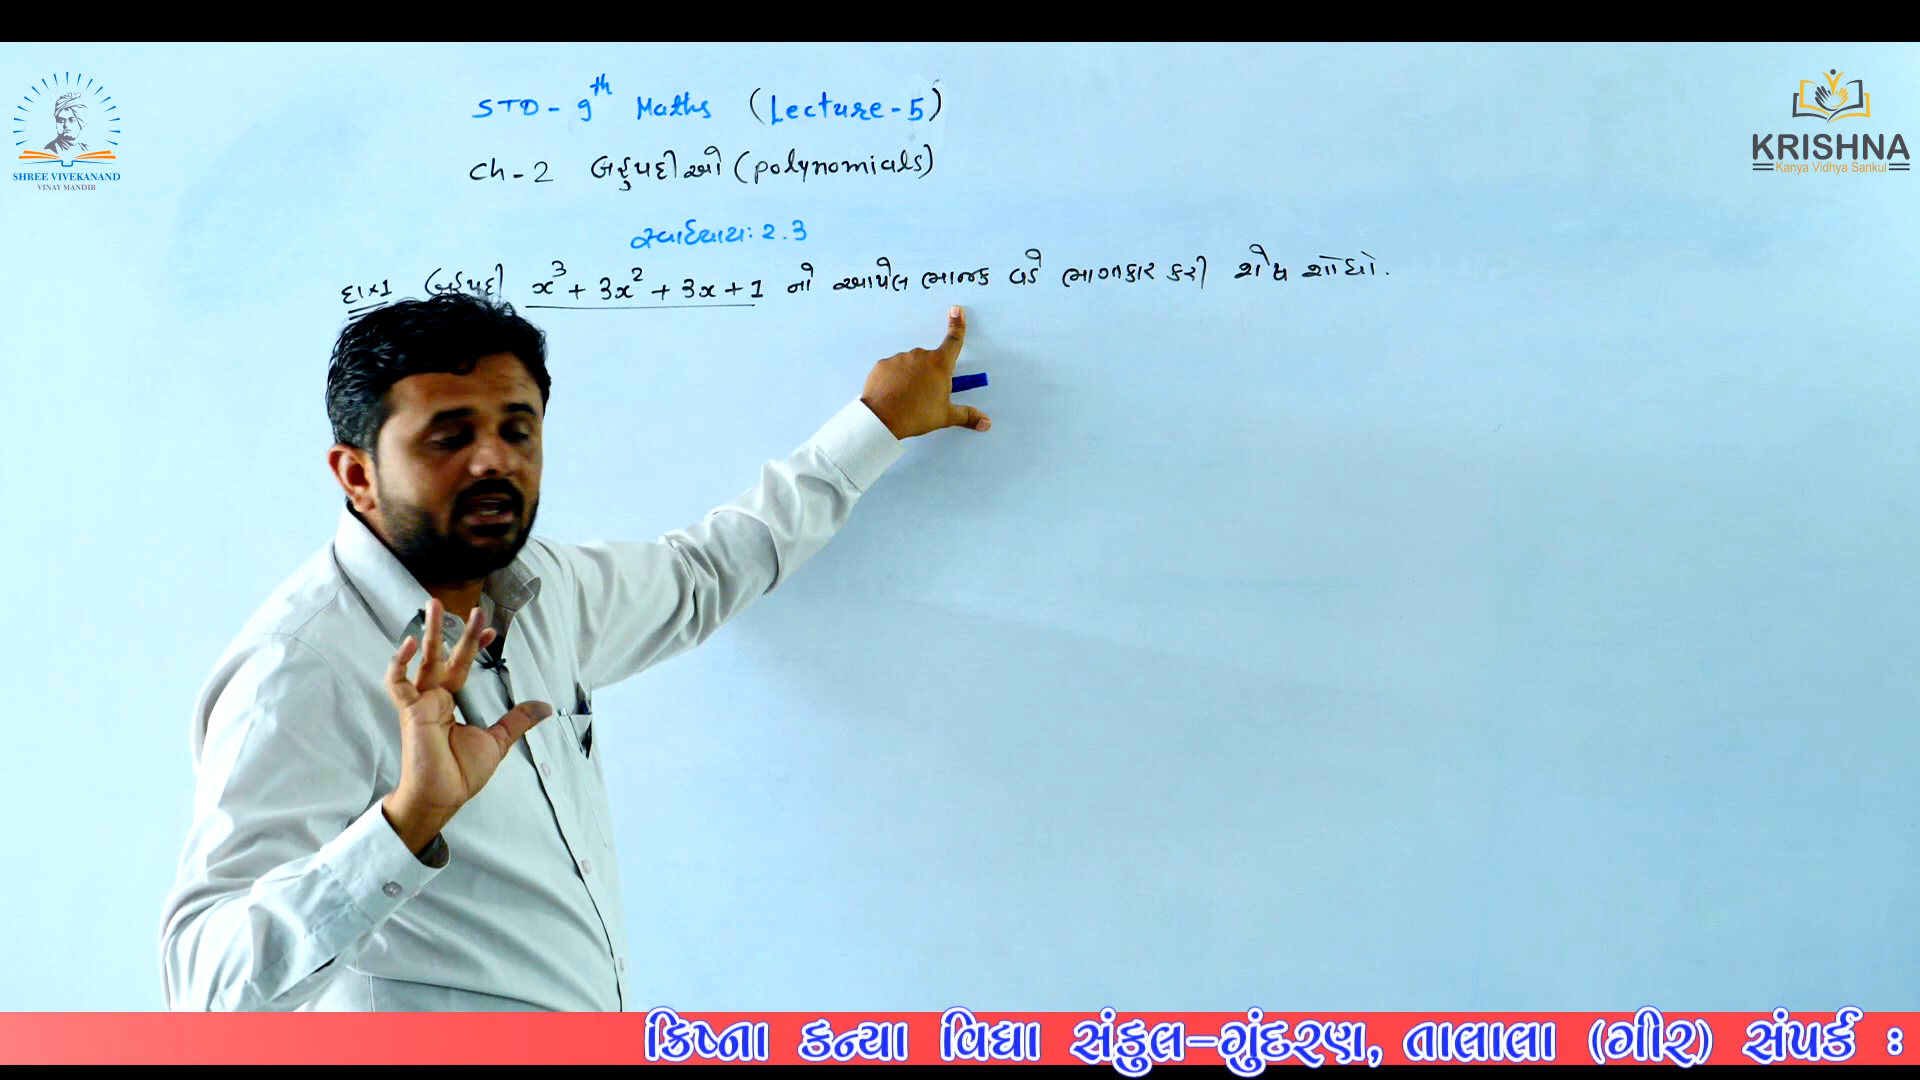 STD - 9th Maths (Lecture - 5)
Ch - 2 બહુપદીઓ (polynomials)
સ્વાધ્યાય: 2.3
દા×1 બહુપદી x³ + 3x² + 3x + 1 નો આપેલ ભાજક વડે ભાગાકાર કરી શેષ શોધો.
SHREE VIVEKANAND
VINAY MANDIR
KRISHNA
Kanya Vidhya Sankul
ક્રિષ્ના કન્યા વિદ્યા સંકુલ-ગુંદરણ, તાલાલા (ગીર) સંપર્ક :